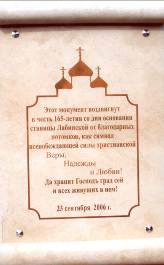 Этот монумент воздвигнут
в честь 165-летия со дня основания
станицы Лабинской от благодарных
потомков, как символ
всепобеждающей силы христианской
Веры,
Надежды
и Любви!
Да хранит Господь град сей
и всех живущих в нем!
23 сентября 2006 г.